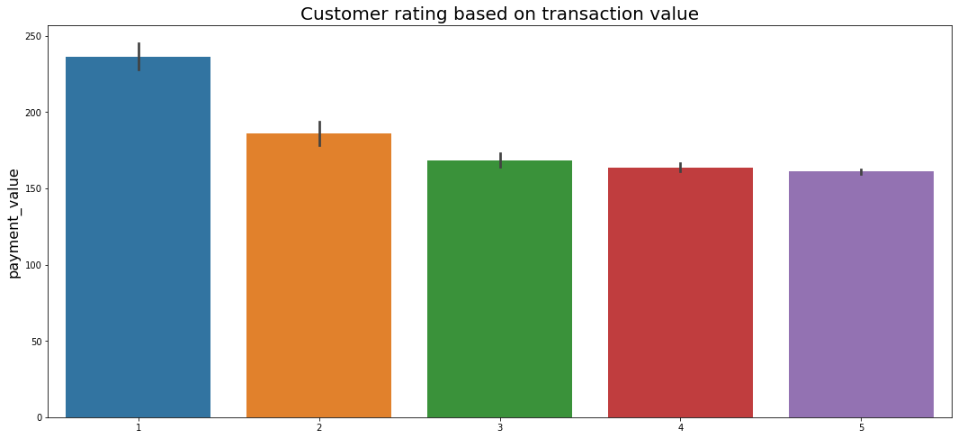 Customer rating based on transaction value
250
200
150
100
50
0
payment_value
1 2 3 4 5